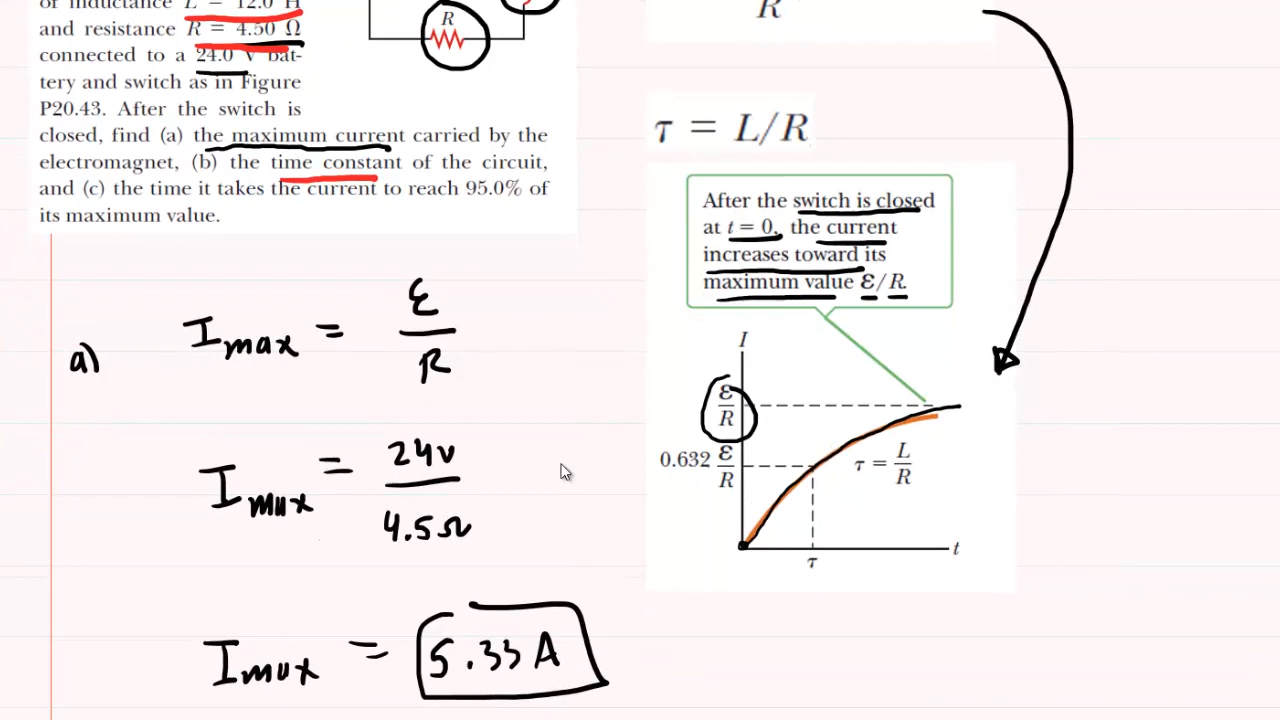 of inductance L = 12.0 H
and resistance R = 4.50 Ω
connected to a 24.0 V bat-
tery and switch as in Figure
P20.43. After the switch is
closed, find (a) the maximum current carried by the
electromagnet, (b) the time constant of the circuit,
and (c) the time it takes the current to reach 95.0% of
its maximum value.
R
a) Imax = ε/R
Imax = 24v/4.5Ω
Imax = 5.33A
R
τ = L/R
After the switch is closed
at t = 0, the current
increases toward its
maximum value ε/R.
I
ε/R
0.632 ε/R
τ = L/R
t
τ